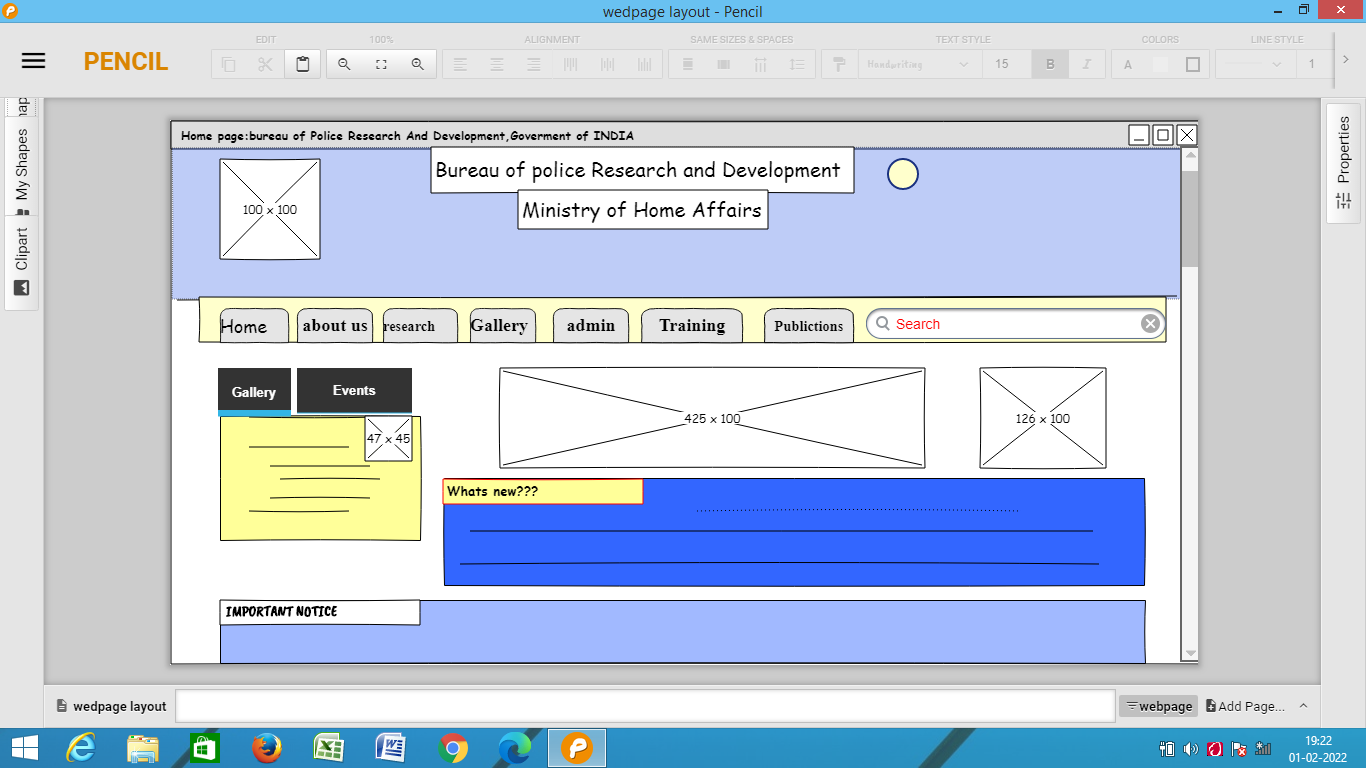 wedpage layout - Pencil
EDIT
100%
ALIGNMENT
SAME SIZES & SPACES
TEXT STYLE
COLORS
LINE STYLE
PENCIL
Handwriting
15
B
I
A
1
My Shapes
Clipart
Properties
Home page:bureau of Police Research And Development,Goverment of INDIA
100 x 100
Bureau of police Research and Development
Ministry of Home Affairs
Home
about us
research
Gallery
admin
Training
Publictions
Search
Gallery
Events
47 x 45
425 x 100
126 x 100
Whats new???
IMPORTANT NOTICE
wedpage layout
webpage
Add Page...
19:22
01-02-2022